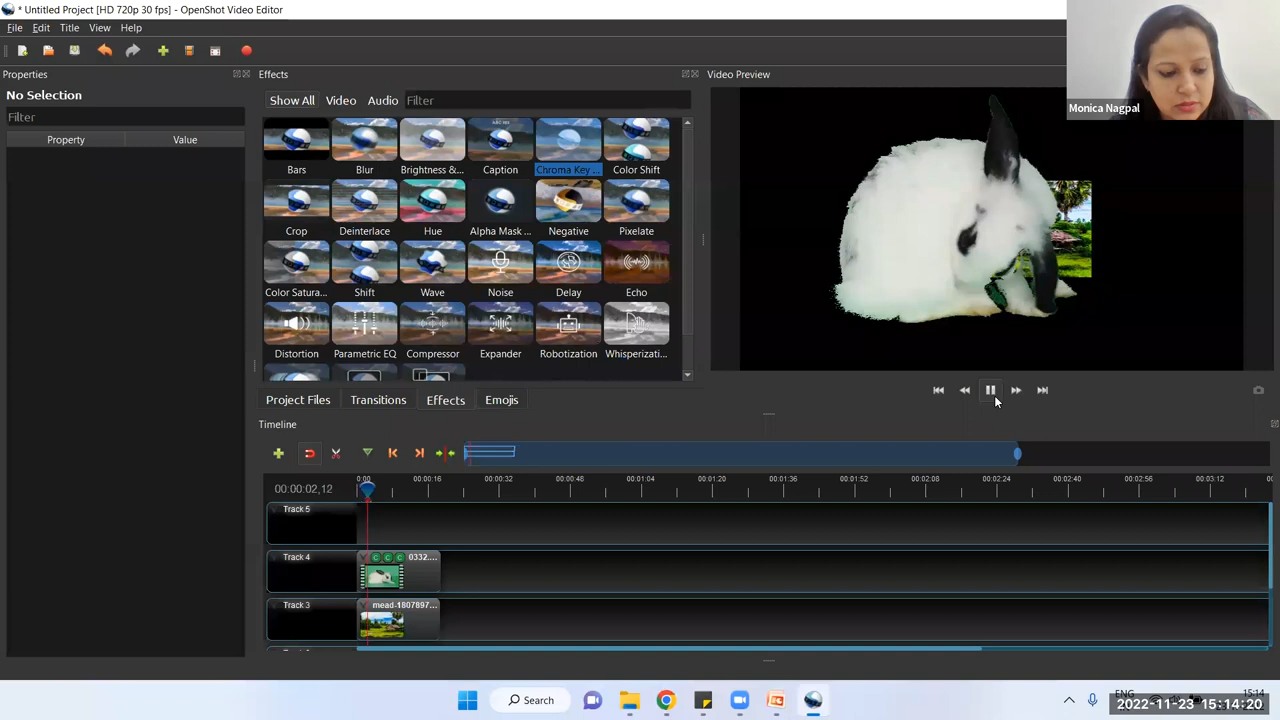 * Untitled Project [HD 720p 30 fps] - OpenShot Video Editor
File Edit Title View Help
Properties
Effects
Video Preview
Monica Nagpal
No Selection
Show All Video Audio Filter
Filter
Property Value
Bars Blur Brightness &... Caption Chroma Key ... Color Shift
Crop Deinterlace Hue Alpha Mask ... Negative Pixelate
Color Satura... Shift Wave Noise Delay Echo
Distortion Parametric EQ Compressor Expander Robotization Whisperizati...
Project Files Transitions Effects Emojis
Timeline
00:00:02,12
0:00 00:00:16 00:00:32 00:00:48 00:01:04 00:01:20 00:01:36 00:01:52 00:02:08 00:02:24 00:02:40 00:02:56 00:03:12
Track 5
Track 4
0332....
Track 3
mead-1807897...
Search
ENG
15:14
2022-11-23 15:14:20